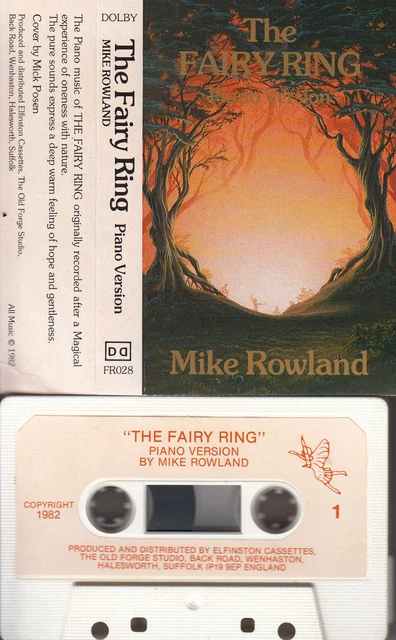 The
FAIRY RING
Piano Version
Mike Rowland
DOLBY
The Fairy Ring Piano Version
MIKE ROWLAND
FR028
The Piano music of THE FAIRY RING originally recorded after a Magical
experience of oneness with nature.
The pure sounds express a deep warm feeling of hope and gentleness.
Cover by Mick Posen
Produced and distributed Elfinston Cassettes, The Old Forge Studio,
Back Road, Wenhaston, Halesworth, Suffolk
All Music © 1982
"THE FAIRY RING"
PIANO VERSION
BY MIKE ROWLAND
COPYRIGHT
1982
1
PRODUCED AND DISTRIBUTED BY ELFINSTON CASSETTES,
THE OLD FORGE STUDIO, BACK ROAD, WENHASTON,
HALESWORTH, SUFFOLK IP19 9EP ENGLAND